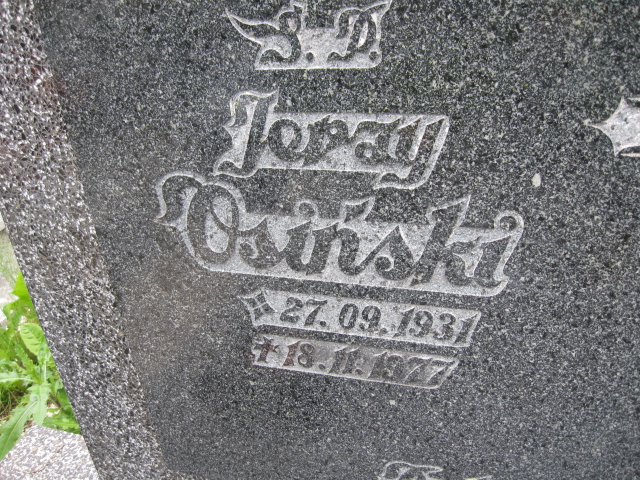 Ś.P.
Jerzy
Osiński
27.09.1931
✝ 18.11.1977